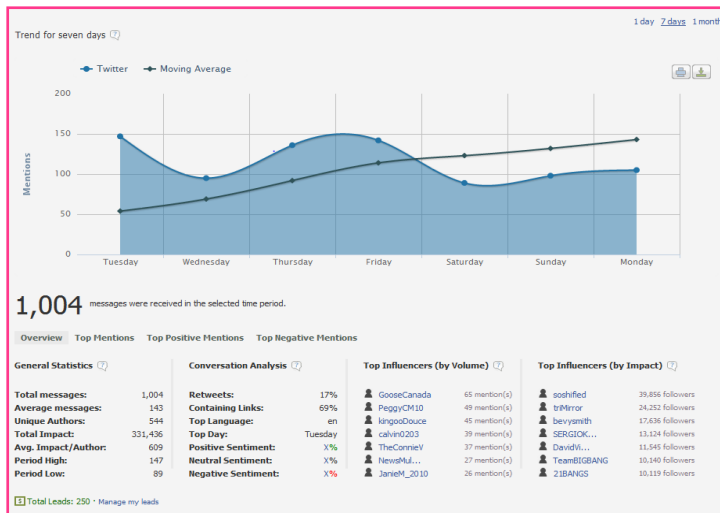 1 day 7 days 1 month
Trend for seven days ?
Twitter Moving Average
200
150
100
50
0
Mentions
Tuesday Wednesday Thursday Friday Saturday Sunday Monday
1,004 messages were received in the selected time period.
Overview Top Mentions Top Positive Mentions Top Negative Mentions
General Statistics ?
Total messages: 1,004
Average messages: 143
Unique Authors: 544
Total Impact: 331,436
Avg. Impact/Author: 609
Period High: 147
Period Low: 89
Conversation Analysis ?
Retweets: 17%
Containing Links: 69%
Top Language: en
Top Day: Tuesday
Positive Sentiment: X%
Neutral Sentiment: X%
Negative Sentiment: X%
Top Influencers (by Volume) ?
GooseCanada 65 mention(s)
PeggyCM10 49 mention(s)
kingooDouce 45 mention(s)
calvin0203 39 mention(s)
TheConnieV 37 mention(s)
NewsMul... 27 mention(s)
JanieM_2010 26 mention(s)
Top Influencers (by Impact) ?
soshified 39,856 followers
triMirror 24,252 followers
bevysmith 17,636 followers
SERGIOK... 13,124 followers
DavidVi... 11,545 followers
TeamBIGBANG 10,140 followers
21BANGS 10,119 followers
$ Total Leads: 250 · Manage my leads